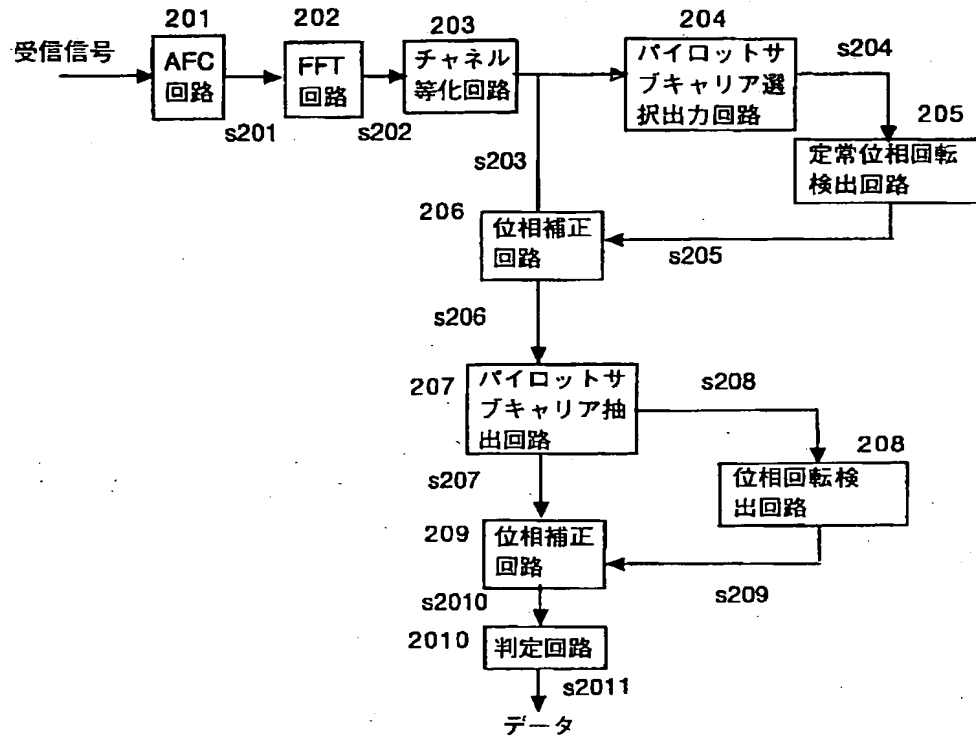 201
202
203
204
受信信号
AFC
回路
FFT
回路
チャネル
等化回路
パイロットサ
ブキャリア選
択出力回路
s204
s201
s202
205
定常位相回転
検出回路
s203
206
位相補正
回路
s205
s206
207
パイロットサ
ブキャリア抽
出回路
s208
208
位相回転検
出回路
s207
209
位相補正
回路
s209
s2010
2010
判定回路
s2011
データ